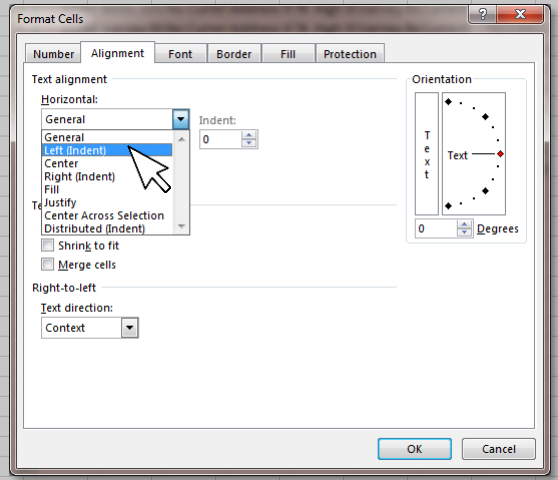 Format Cells
Number Alignment Font Border Fill Protection
Text alignment
Horizontal:
General
Indent:
0
General
Left (Indent)
Center
Right (Indent)
Fill
Justify
Center Across Selection
Distributed (Indent)
Shrink to fit
Merge cells
Right-to-left
Text direction:
Context
Orientation
Text
Text
0 Degrees
OK Cancel